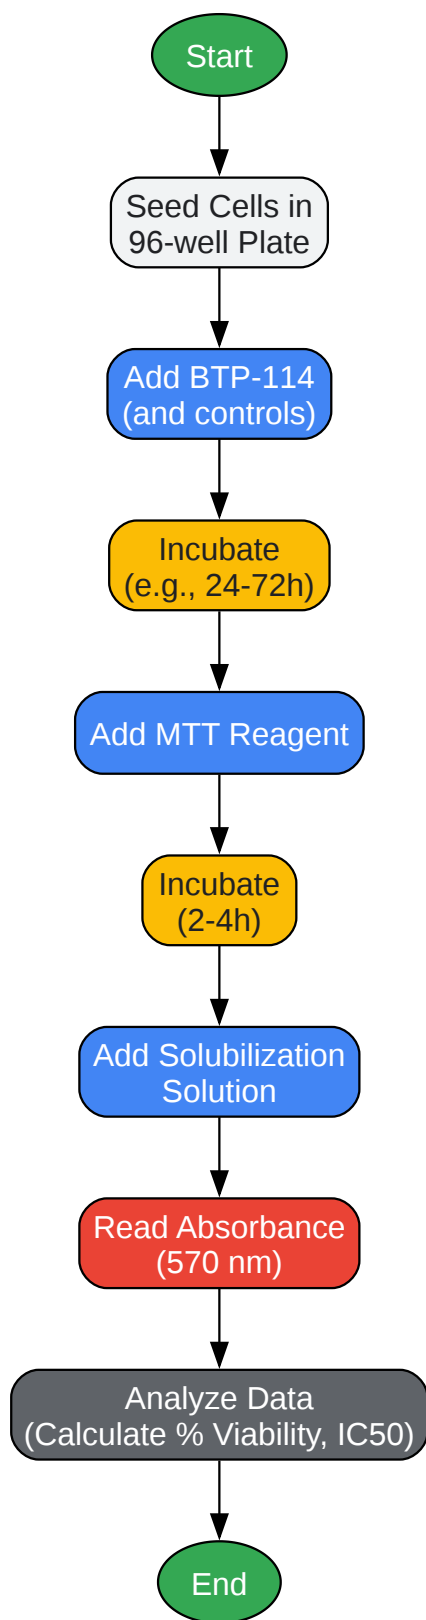 Start
Seed Cells in
96-well Plate
Add BTP-114
(and controls)
Incubate
(e.g., 24-72h)
Add MTT Reagent
Incubate
(2-4h)
Add Solubilization
Solution
Read Absorbance
(570 nm)
Analyze Data
(Calculate % Viability, IC50)
End